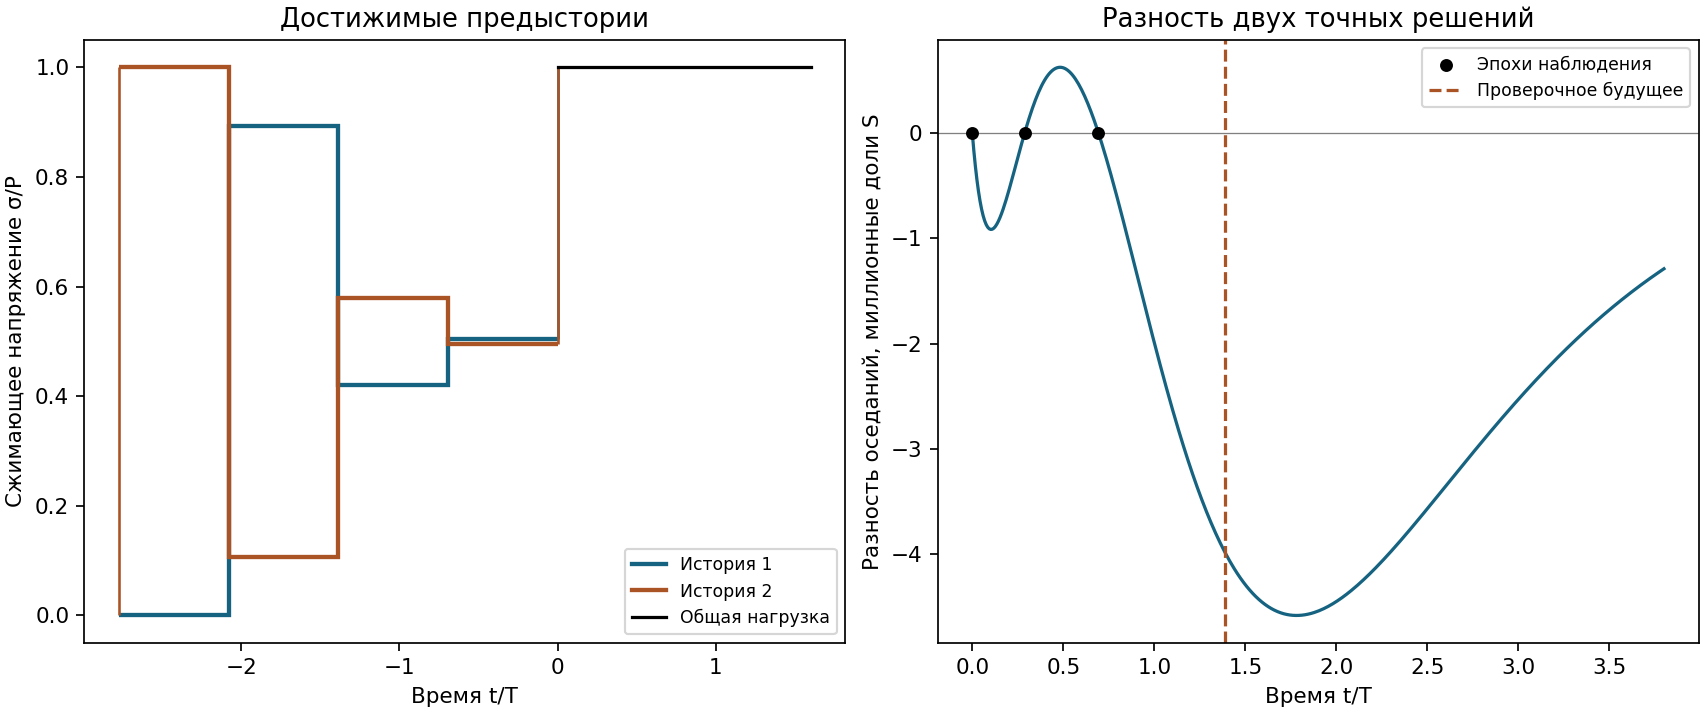 Достижимые предыстории
Сжимающее напряжение σ/P
1.0
0.8
0.6
0.4
0.2
0.0
История 1
История 2
Общая нагрузка
−2
−1
0
1
Время t/T
Разность двух точных решений
Разность оседаний, миллионные доли S
0
−1
−2
−3
−4
Эпохи наблюдения
Проверочное будущее
0.0
0.5
1.0
1.5
2.0
2.5
3.0
3.5
Время t/T